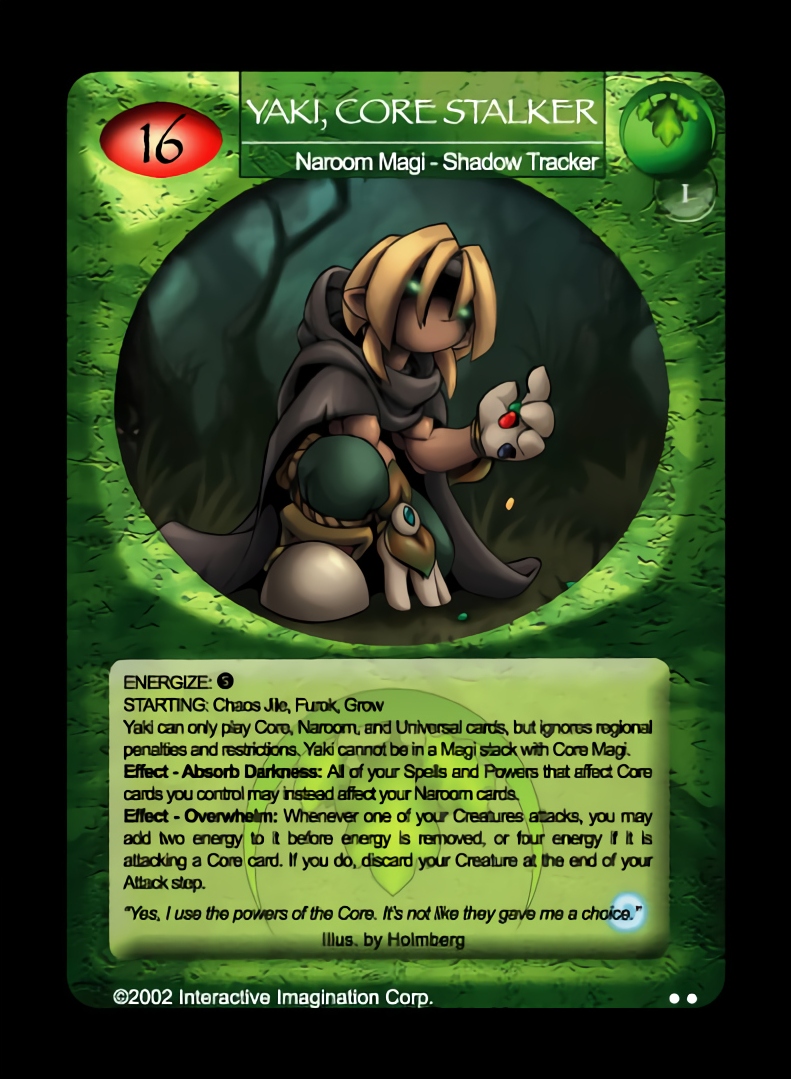 16
YAKI, CORE STALKER
Naroom Magi - Shadow Tracker
I
ENERGIZE: 5
STARTING: Chaos Jile, Furok, Grow
Yaki can only play Core, Naroom, and Universal cards, but ignores regional
penalties and restrictions. Yaki cannot be in a Magi stack with Core Magi.
Effect - Absorb Darkness: All of your Spells and Powers that affect Core
cards you control may instead affect your Naroom cards.
Effect - Overwhelm: Whenever one of your Creatures attacks, you may
add two energy to it before energy is removed, or four energy if it is
attacking a Core card. If you do, discard your Creature at the end of your
Attack step.
"Yes, I use the powers of the Core. It's not like they gave me a choice."
Illus. by Holmberg
©2002 Interactive Imagination Corp.